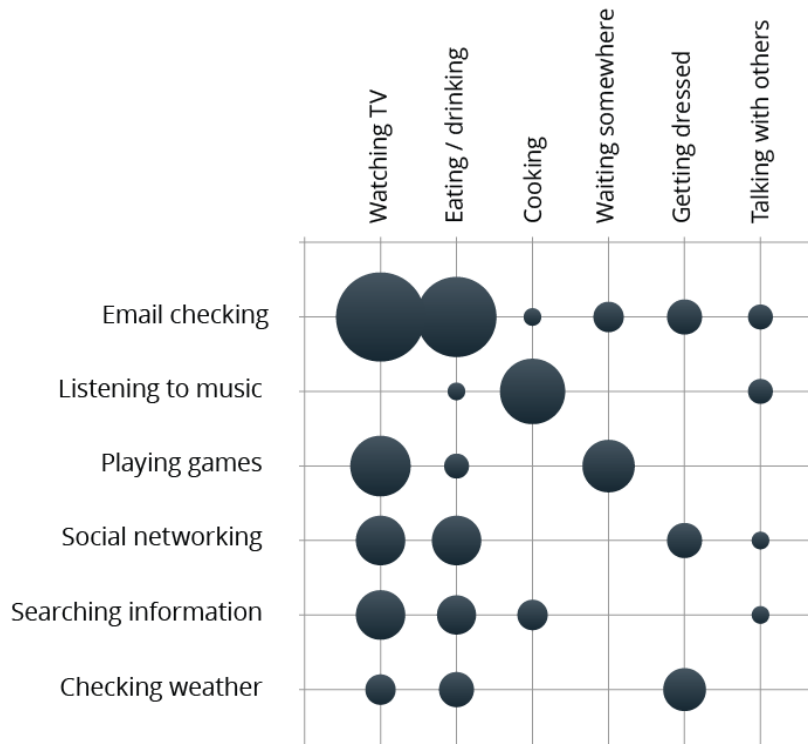 Watching TV
Eating / drinking
Cooking
Waiting somewhere
Getting dressed
Talking with others
Email checking
Listening to music
Playing games
Social networking
Searching information
Checking weather